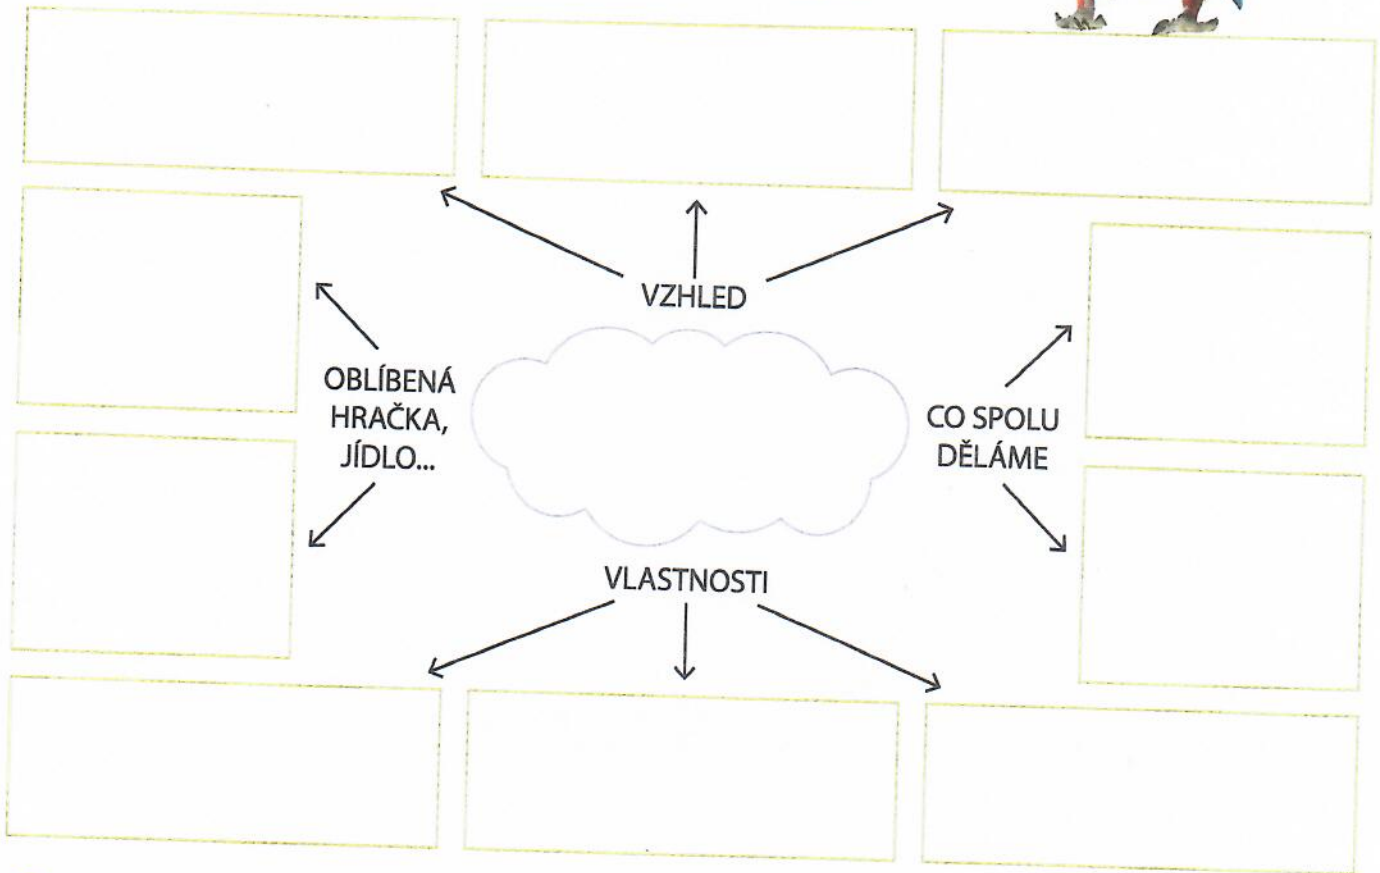 VZHLED
OBLÍBENÁ
HRAČKA,
JÍDLO...
CO SPOLU
DĚLÁME
VLASTNOSTI